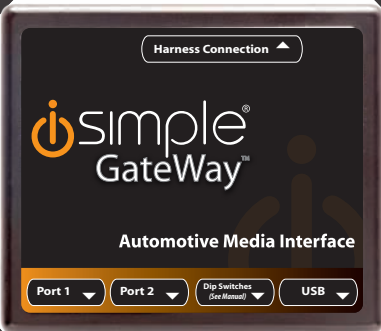 Harness Connection
isimple®
GateWay™
Automotive Media Interface
Port 1 Port 2 Dip Switches USB
(See Manual)